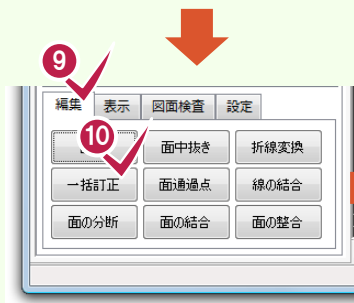 9
編集 表示 図面検査 設定
10
面中抜き 折線変換
一括訂正 面通過点 線の結合
面の分断 面の結合 面の整合